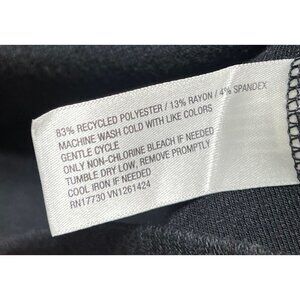 83% RECYCLED POLYESTER / 13% RAYON / 4% SPANDEX
MACHINE WASH COLD WITH LIKE COLORS
GENTLE CYCLE
ONLY NON-CHLORINE BLEACH IF NEEDED
TUMBLE DRY LOW, REMOVE PROMPTLY
COOL IRON IF NEEDED
RN17730 VN1261424